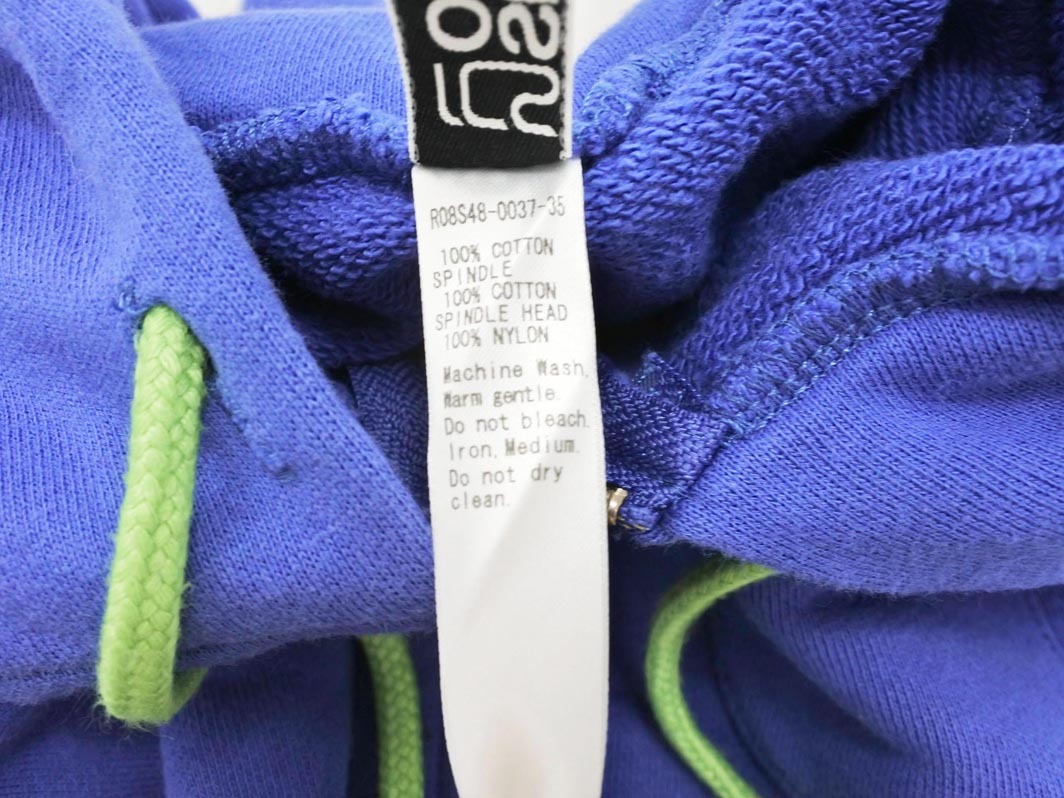 R08S48-0037-35
100% COTTON
SPINDLE
100% COTTON
SPINDLE HEAD
100% NYLON
Machine Wash,
Warm gentle.
Do not bleach.
Iron, Medium.
Do not dry
clean.